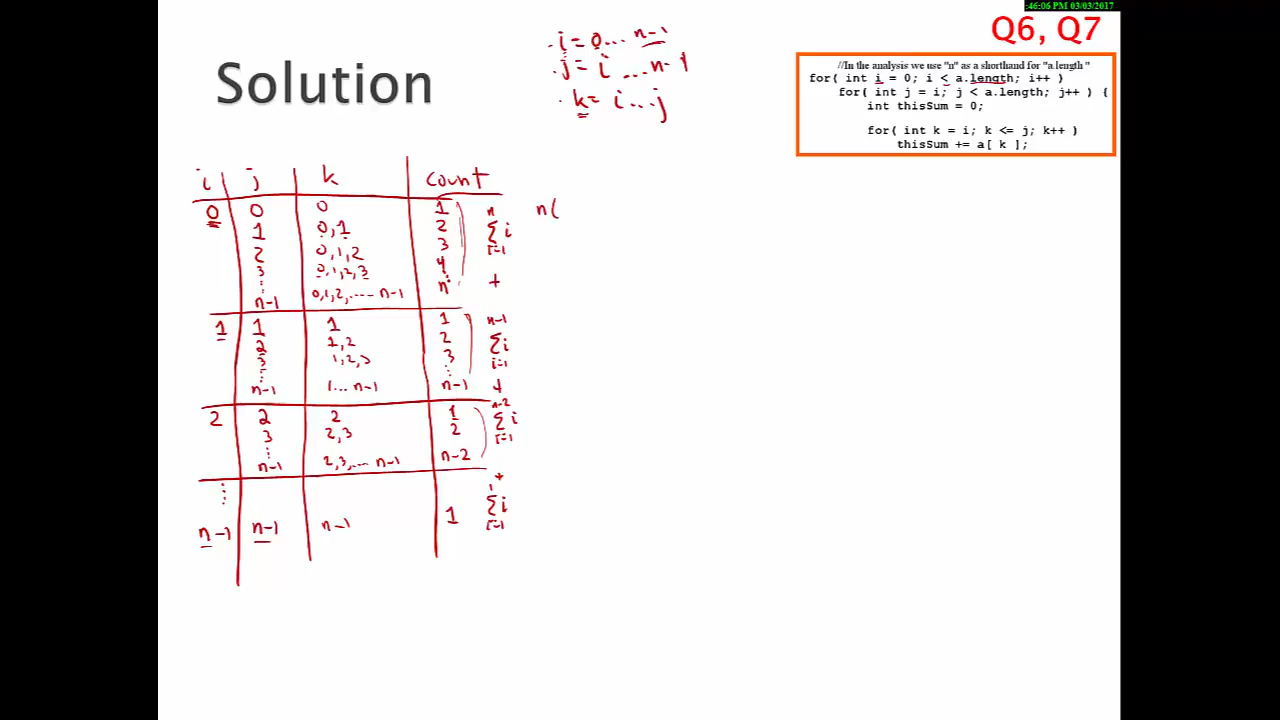 :46:06 PM 03/03/2017
Q6, Q7
Solution
i = 0 ... n-1
j = i ... n-1
k = i ... j
//In the analysis we use "n" as a shorthand for "a.length "
for( int i = 0; i < a.length; i++ )
for( int j = i; j < a.length; j++ ) {
int thisSum = 0;
for( int k = i; k <= j; k++ )
thisSum += a[ k ];
i j k count
0 0 0 1
1 0,1 2
2 0,1,2 3
3 0,1,2,3 4
⋮
n-1 0,1,2,..... n-1 n
n Σ i i=1 n(
+
1 1 1 1
2 1,2 2
3 1,2,3 3
⋮ ⋮
n-1 1... n-1 n-1
n-1 Σ i i=1
+
2 2 2 1
3 2,3 2
⋮
n-1 2,3,... n-1 n-2
n-2 Σ i i=1
+
⋮
n-1 n-1 n-1 1
1 Σ i i=1